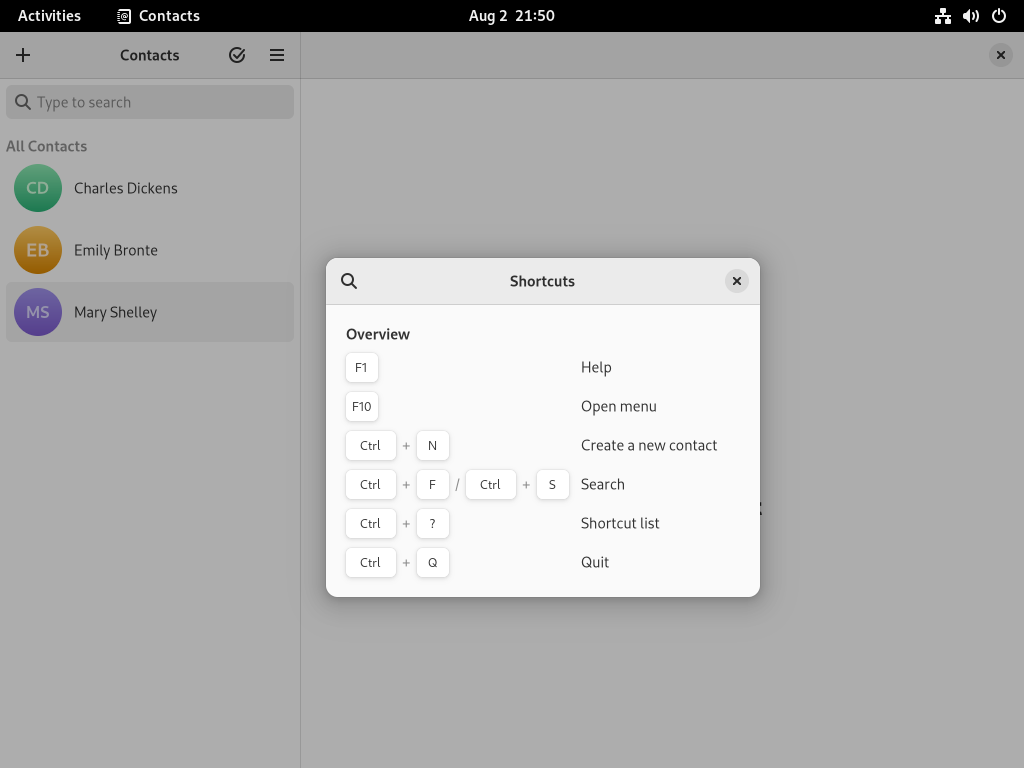 Activities Contacts Aug 2 21:50
Contacts
Type to search
All Contacts
CD Charles Dickens
EB Emily Bronte
MS Mary Shelley
Shortcuts
Overview
F1 Help
F10 Open menu
Ctrl + N Create a new contact
Ctrl + F / Ctrl + S Search
Ctrl + ? Shortcut list
Ctrl + Q Quit